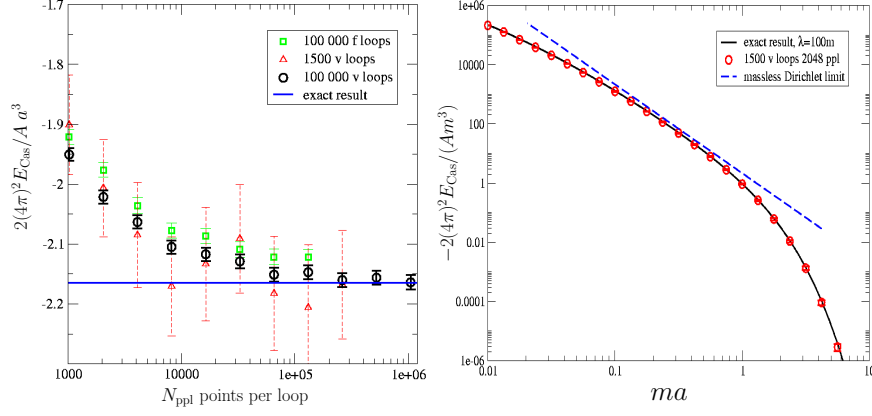 -1.7
-1.8
-1.9
-2
-2.1
-2.2
2(4π)²E_Cas/A a³
100 000 f loops
1500 v loops
100 000 v loops
exact result
1000
10000
1e+05
1e+06
N_ppl points per loop
1e+06
10000
100
1
0.01
0.0001
1e-06
−2(4π)²E_Cas/(Am³)
exact result, λ=100m
1500 v loops 2048 ppl
massless Dirichlet limit
0.01
0.1
1
10
ma